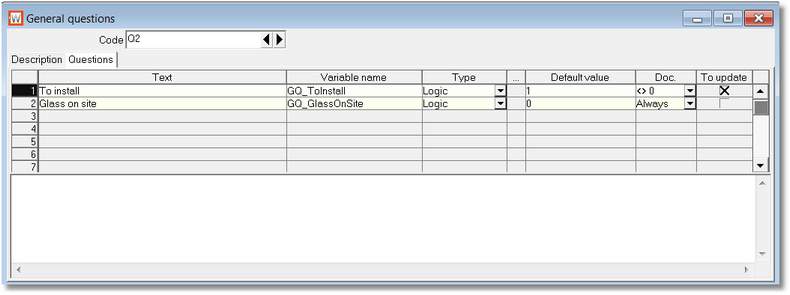 W General questions
Code Q2
Description Questions
Text Variable name Type ... Default value Doc. To update
1 To install GQ_ToInstall Logic 1 <> 0
2 Glass on site GQ_GlassOnSite Logic 0 Always
3
4
5
6
7